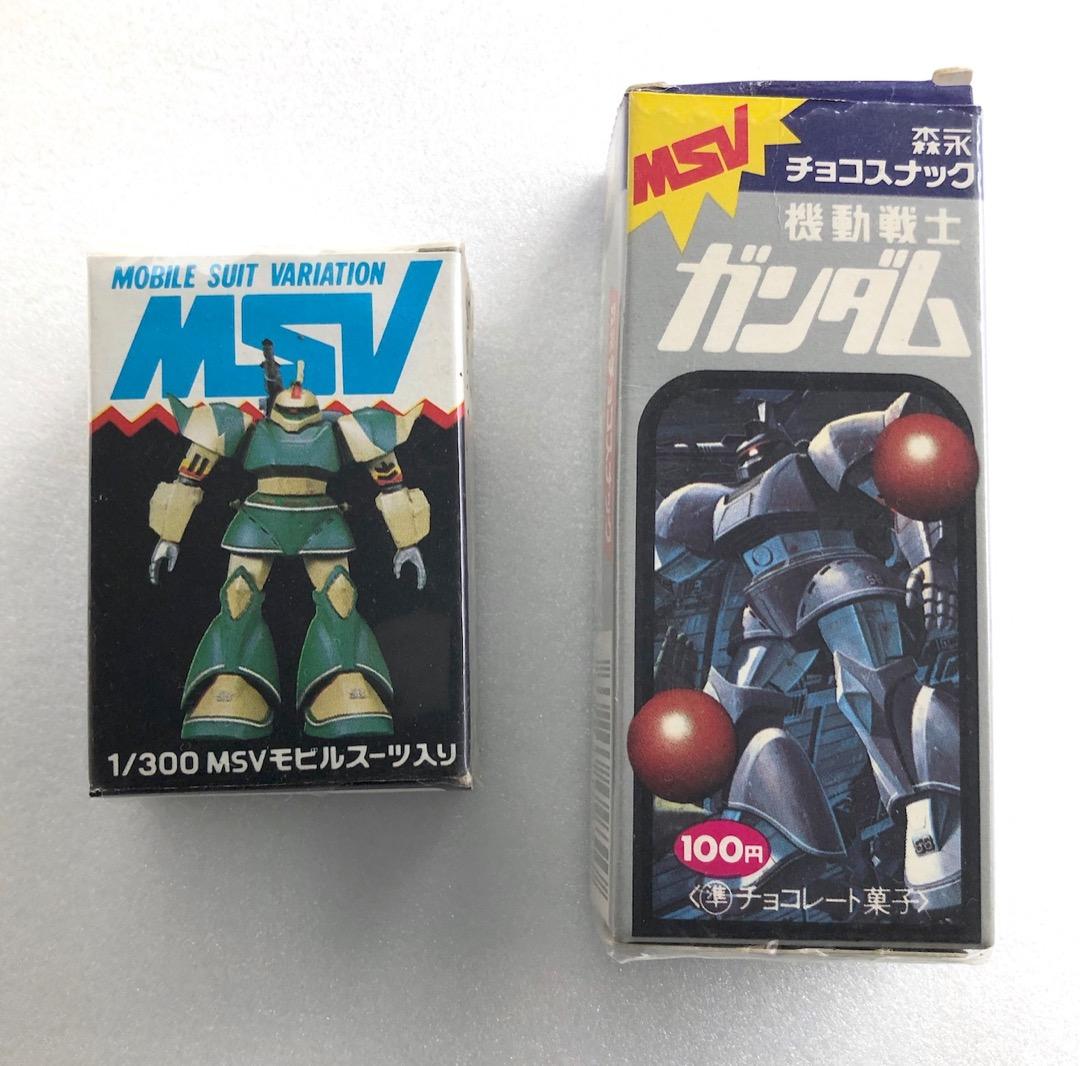 MOBILE SUIT VARIATION
MSV
1/300 MSVモビルスーツ入り
MSV
森永
チョコスナック
機動戦士
ガンダム
56
56
100円
〈準チョコレート菓子〉